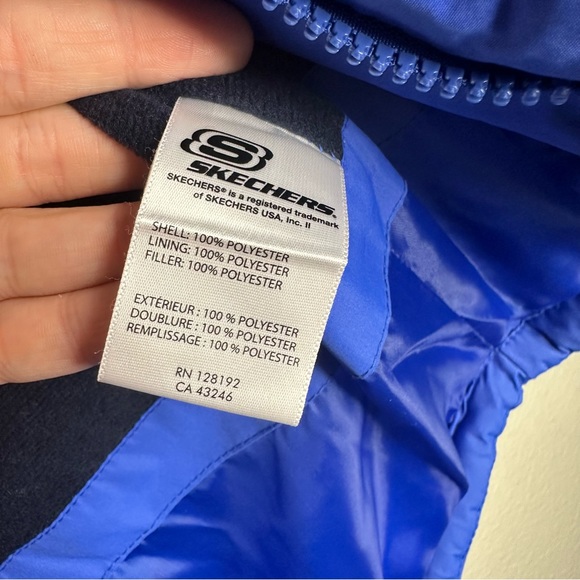 S
SKECHERS.
SKECHERS® is a registered trademark
of SKECHERS USA, Inc. II
SHELL: 100% POLYESTER
LINING: 100% POLYESTER
FILLER: 100% POLYESTER
EXTÉRIEUR : 100 % POLYESTER
DOUBLURE : 100 % POLYESTER
REMPLISSAGE : 100 % POLYESTER
RN 128192
CA 43246